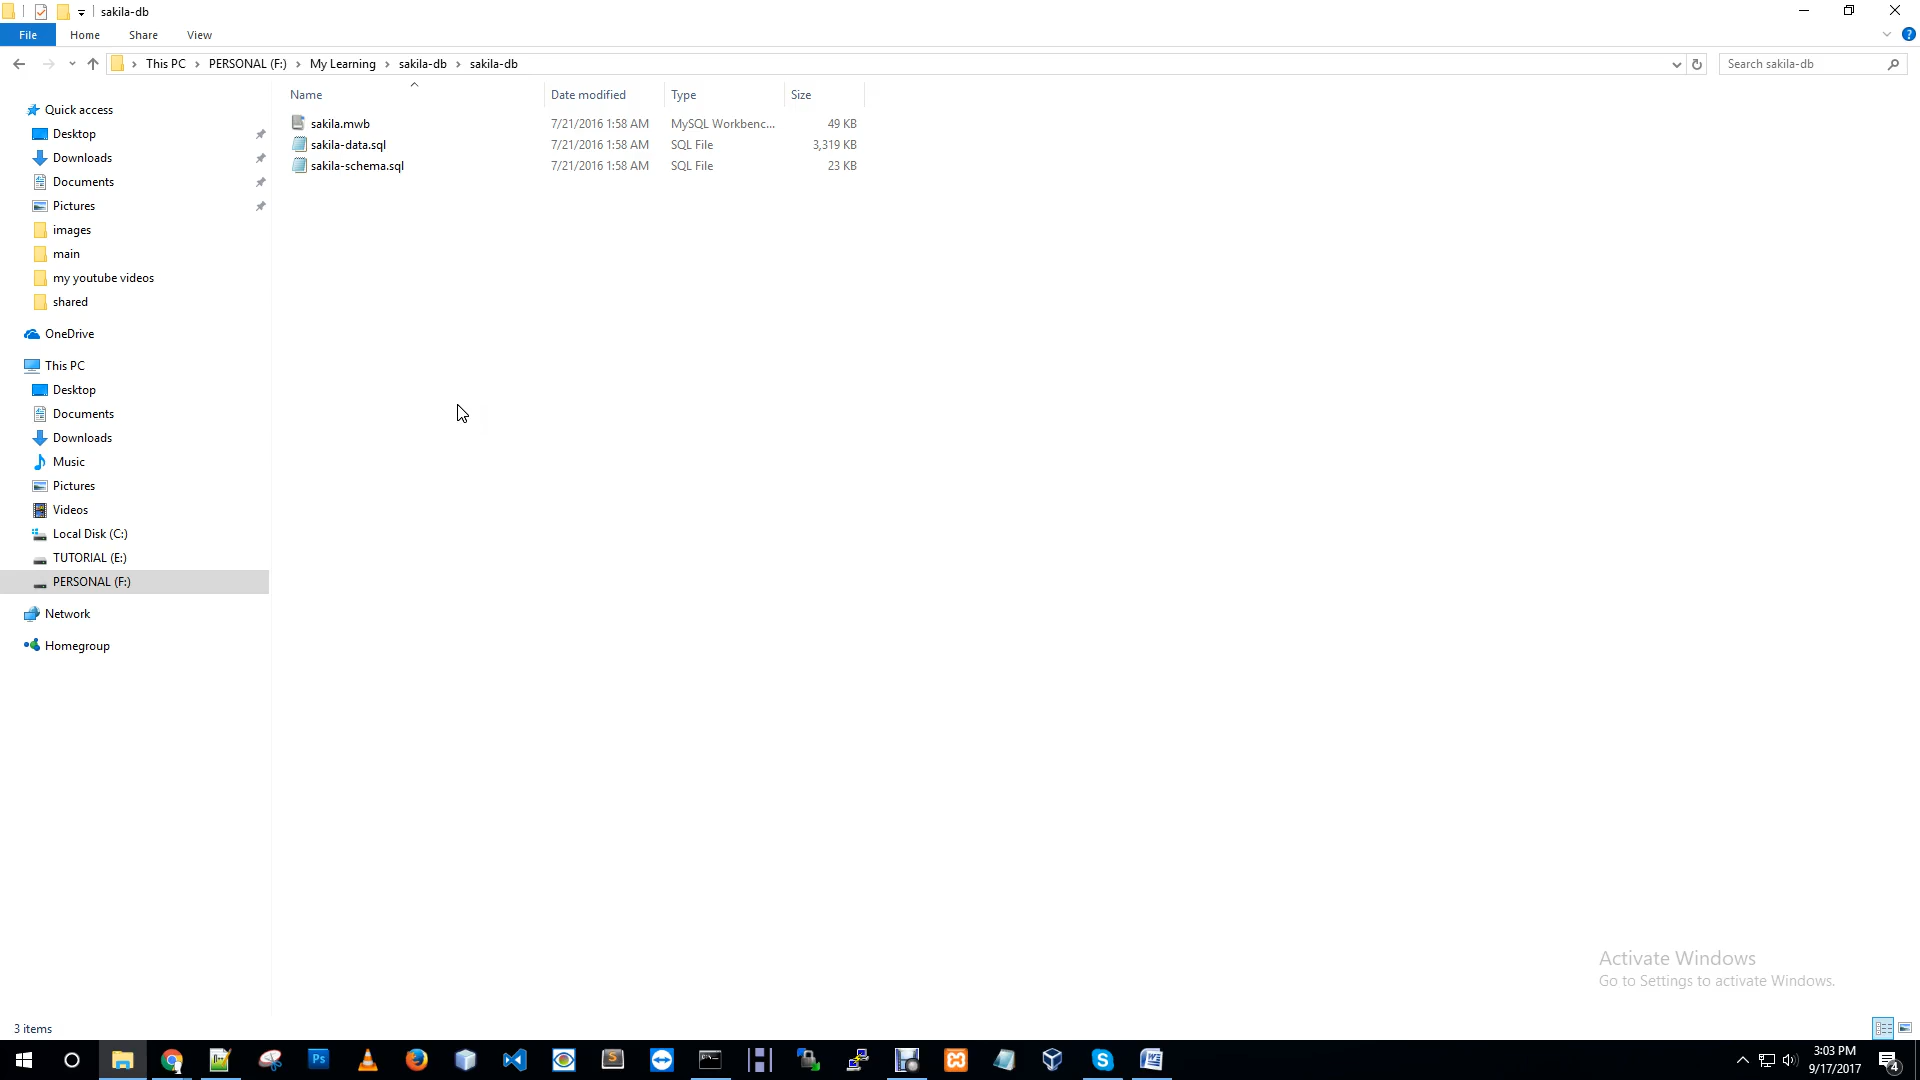 sakila-db
File Home Share View
This PC PERSONAL (F:) My Learning sakila-db sakila-db
Search sakila-db
Name Date modified Type Size
sakila.mwb 7/21/2016 1:58 AM MySQL Workbenc... 49 KB
sakila-data.sql 7/21/2016 1:58 AM SQL File 3,319 KB
sakila-schema.sql 7/21/2016 1:58 AM SQL File 23 KB
Quick access
Desktop
Downloads
Documents
Pictures
images
main
my youtube videos
shared
OneDrive
This PC
Desktop
Documents
Downloads
Music
Pictures
Videos
Local Disk (C:)
TUTORIAL (E:)
PERSONAL (F:)
Network
Homegroup
Activate Windows
Go to Settings to activate Windows.
3 items
Ps
3:03 PM
9/17/2017
4